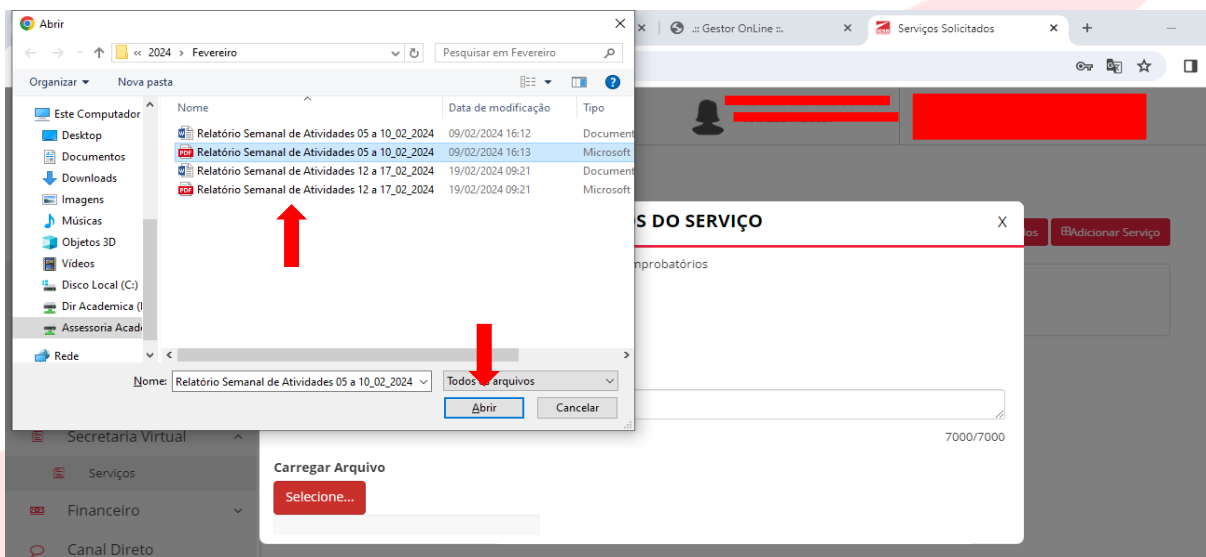 Abrir
.:: Gestor OnLine ::.
Serviços Solicitados
« 2024 > Fevereiro
Pesquisar em Fevereiro
Organizar
Nova pasta
Este Computador
Desktop
Documentos
Downloads
Imagens
Músicas
Objetos 3D
Vídeos
Disco Local (C:)
Dir Academica (
Assessoria Acad
Rede
Nome Data de modificação Tipo
Relatório Semanal de Atividades 05 a 10_02_2024 09/02/2024 16:12 Document
Relatório Semanal de Atividades 05 a 10_02_2024 09/02/2024 16:13 Microsoft
Relatório Semanal de Atividades 12 a 17_02_2024 19/02/2024 09:21 Document
Relatório Semanal de Atividades 12 a 17_02_2024 19/02/2024 09:21 Microsoft
Nome: Relatório Semanal de Atividades 05 a 10_02_2024
Todos arquivos
Abrir
Cancelar
S DO SERVIÇO
X
Adicionar Serviço
mprobatórios
7000/7000
Carregar Arquivo
Selecione...
Secretaria Virtual
Serviços
Financeiro
Canal Direto